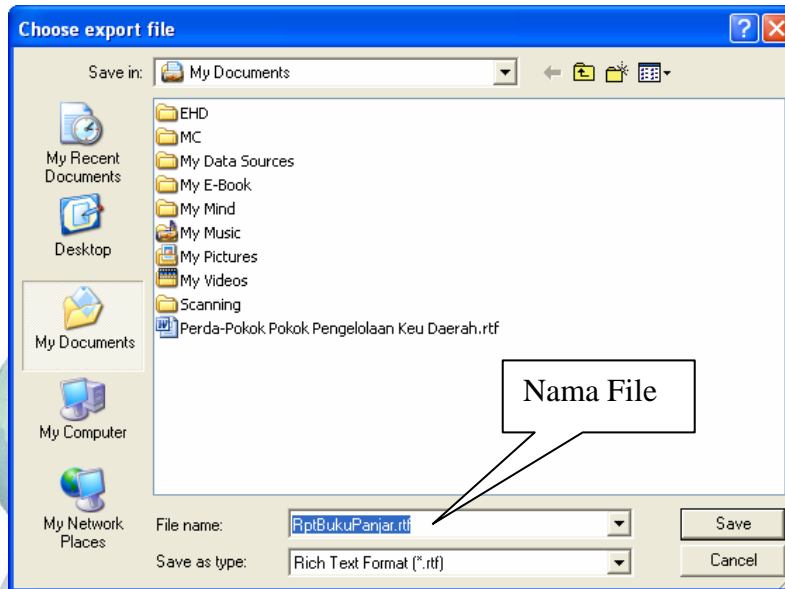 Choose export file
Save in:
My Documents
My Recent
Documents
Desktop
My Documents
My Computer
My Network
Places
EHD
MC
My Data Sources
My E-Book
My Mind
My Music
My Pictures
My Videos
Scanning
Perda-Pokok Pokok Pengelolaan Keu Daerah.rtf
Nama File
File name:
RptBukuPanjar.rtf
Save
Save as type:
Rich Text Format (*.rtf)
Cancel